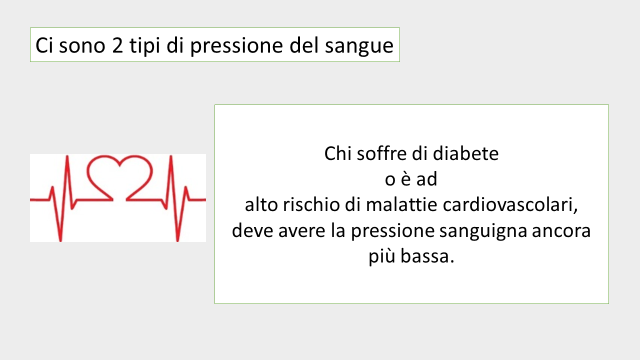 Ci sono 2 tipi di pressione del sangue
Chi soffre di diabete
o è ad
alto rischio di malattie cardiovascolari,
deve avere la pressione sanguigna ancora
più bassa.